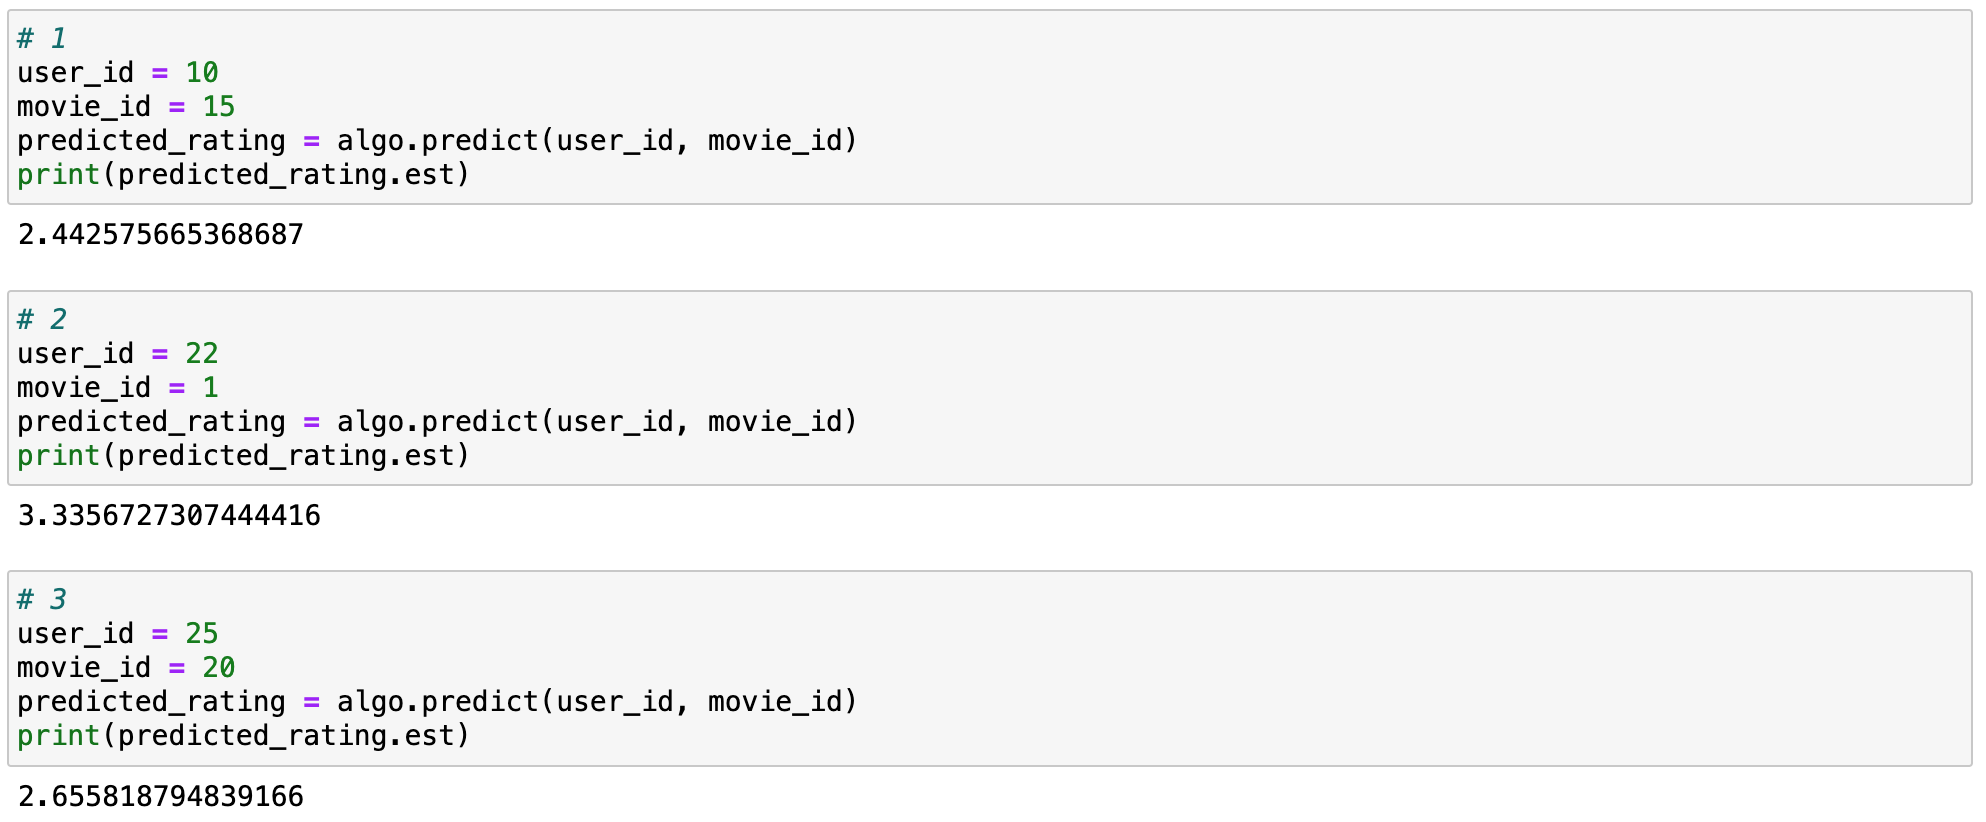 # 1
user_id = 10
movie_id = 15
predicted_rating = algo.predict(user_id, movie_id)
print(predicted_rating.est)
2.442575665368687
# 2
user_id = 22
movie_id = 1
predicted_rating = algo.predict(user_id, movie_id)
print(predicted_rating.est)
3.3356727307444416
# 3
user_id = 25
movie_id = 20
predicted_rating = algo.predict(user_id, movie_id)
print(predicted_rating.est)
2.655818794839166